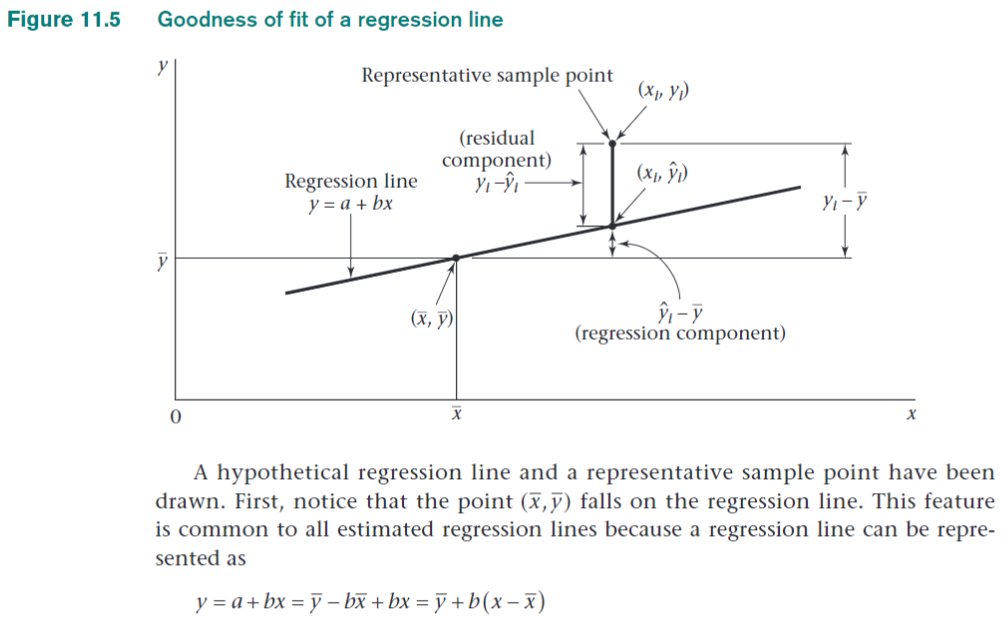 Figure 11.5 Goodness of fit of a regression line
y
Representative sample point
(xᵢ, yᵢ)
(residual
component)
yᵢ – ŷᵢ
(xᵢ, ŷᵢ)
Regression line
y = a + bx
yᵢ – ȳ
ȳ
(x̄, ȳ)
ŷᵢ – ȳ
(regression component)
0
x̄
x
A hypothetical regression line and a representative sample point have been
drawn. First, notice that the point (x̄, ȳ) falls on the regression line. This feature
is common to all estimated regression lines because a regression line can be repre-
sented as
y = a + bx = ȳ – bx̄ + bx = ȳ + b(x – x̄)